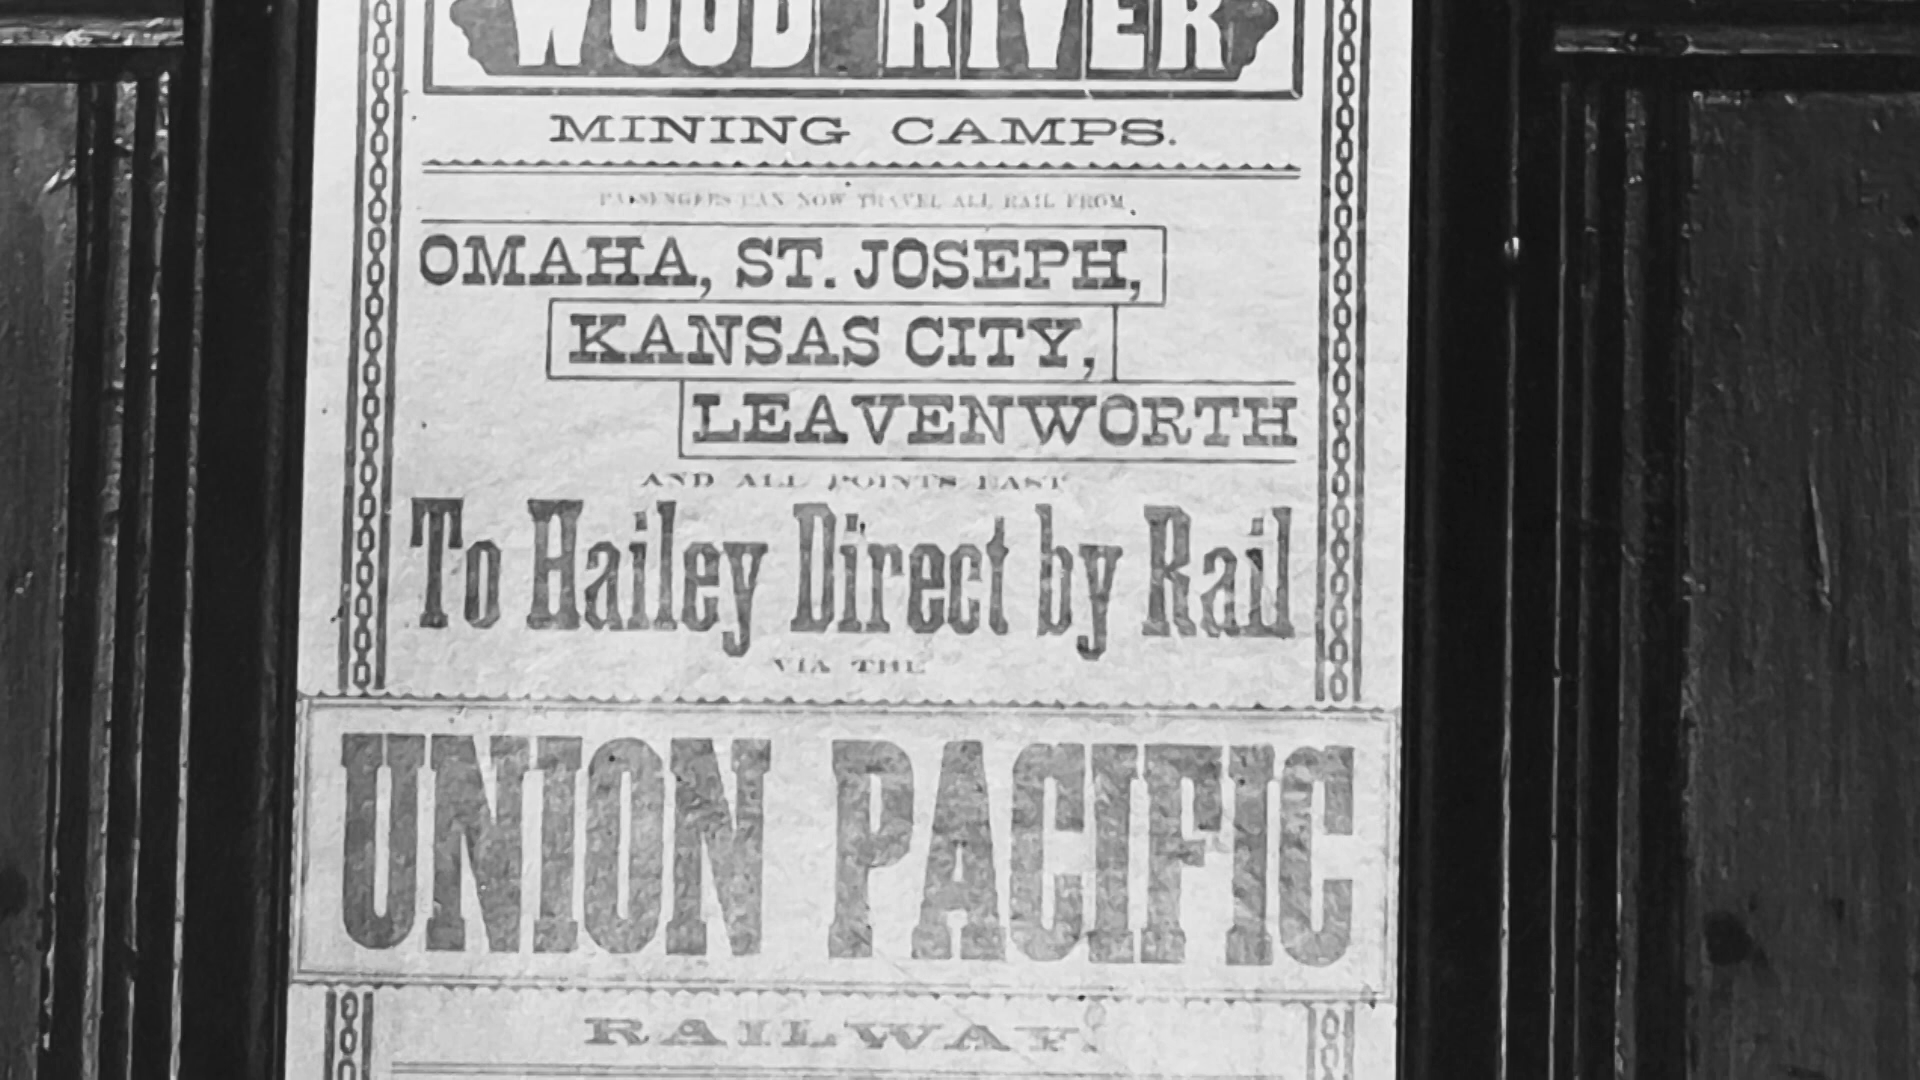 WOOD RIVER
MINING CAMPS.
PASSENGERS CAN NOW TRAVEL ALL RAIL FROM
OMAHA, ST. JOSEPH,
KANSAS CITY,
LEAVENWORTH
AND ALL POINTS EAST
To Hailey Direct by Rail
VIA THE
UNION PACIFIC
RAILWAY.